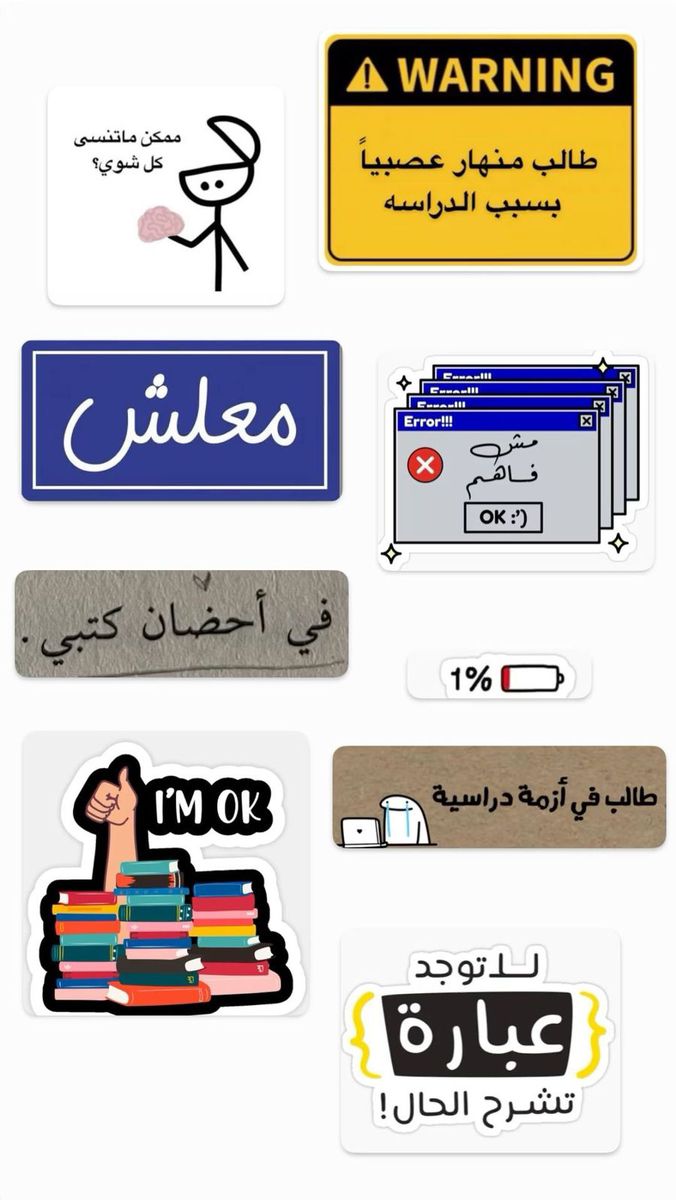 ممكن ماتنسى
كل شوي؟
WARNING
طالب منهار عصبياً
بسبب الدراسه
معلش
Error!!!
Error!!!
Error!!!
Error!!!
مش
فاهم
OK :')
في أحضان كتبي .
1%
I'M OK
طالب في أزمة دراسية
لا توجد
عبارة
تشرح الحال!